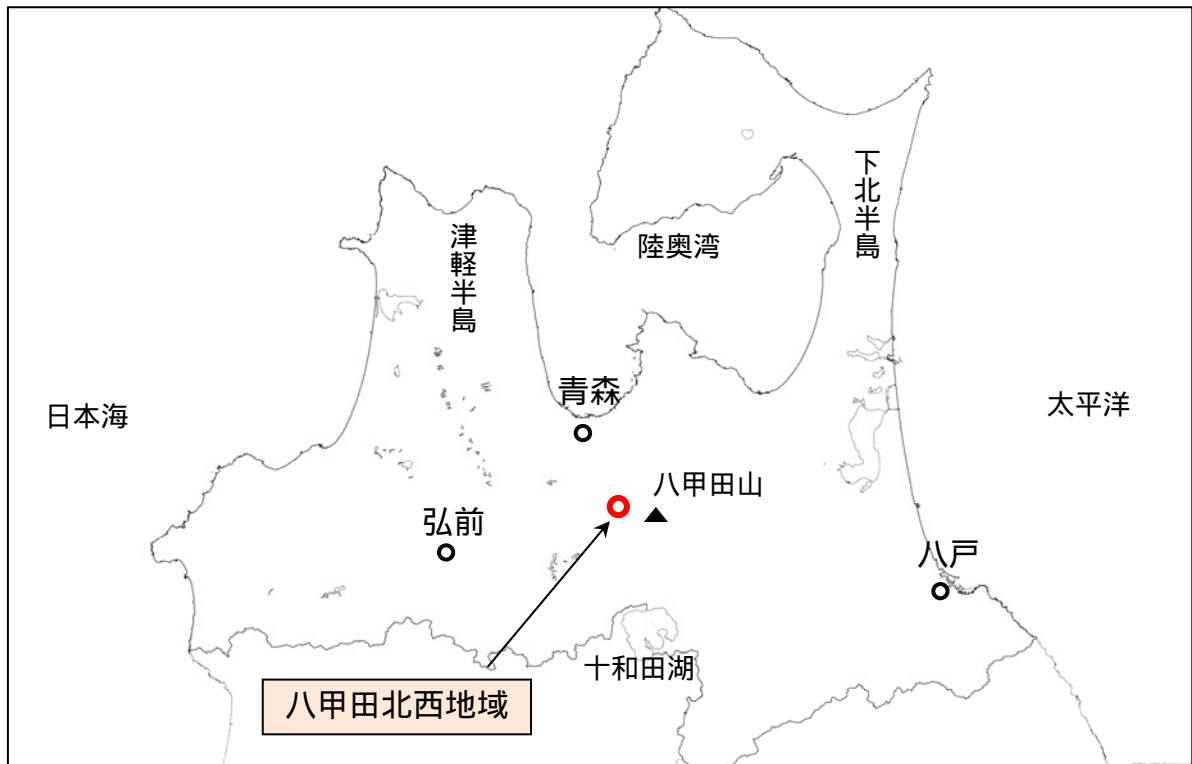 下北半島
津軽半島
陸奥湾
青森
日本海
太平洋
八甲田山
弘前
八戸
十和田湖
八甲田北西地域